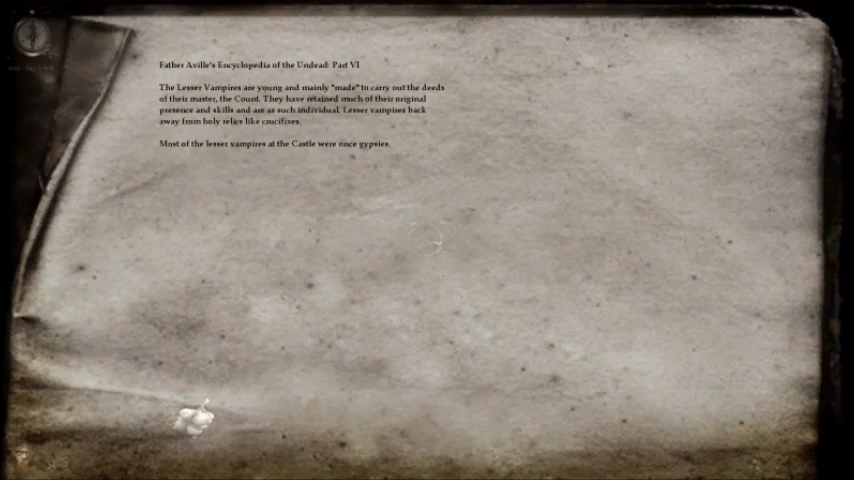 Father Aville's Encyclopedia of the Undead: Part VI
The Lesser Vampires are young and mainly "made" to carry out the deeds
of their master, the Count. They have retained much of their original
presence and skills and are as such individual. Lesser vampires back
away from holy relics like crucifixes.
Most of the lesser vampires at the Castle were once gypsies.